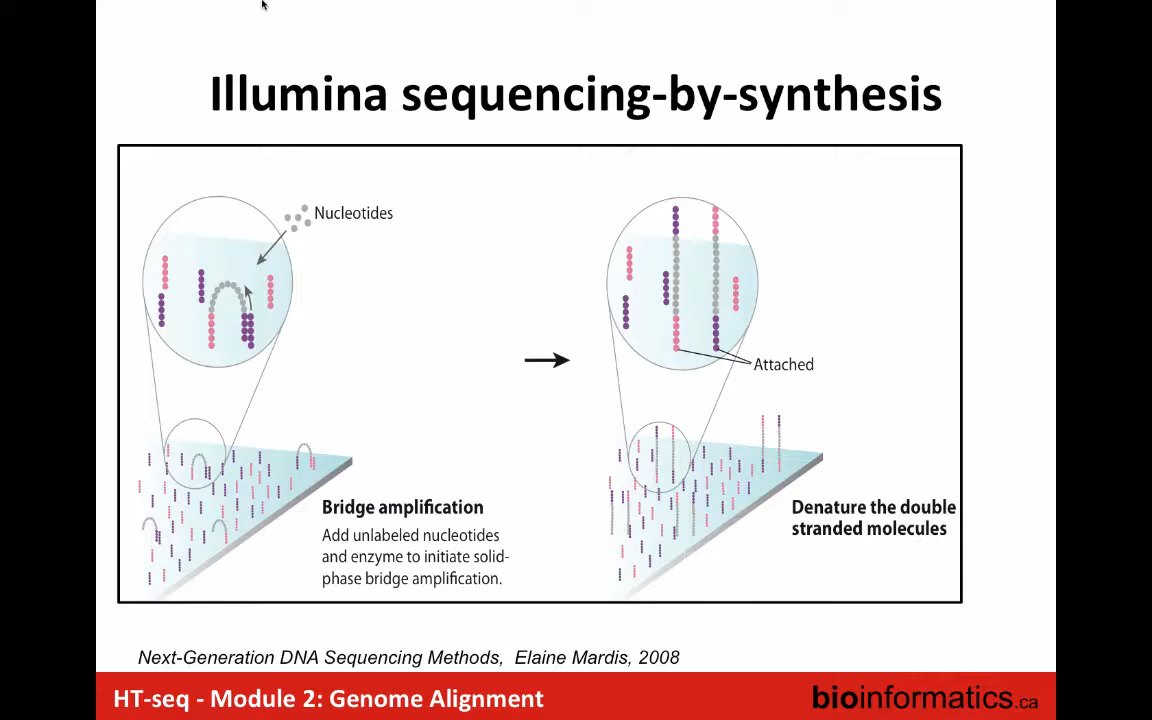 Illumina sequencing-by-synthesis
Nucleotides
Attached
Bridge amplification
Add unlabeled nucleotides
and enzyme to initiate solid-
phase bridge amplification.
Denature the double
stranded molecules
Next-Generation DNA Sequencing Methods, Elaine Mardis, 2008
HT-seq - Module 2: Genome Alignment
bioinformatics.ca